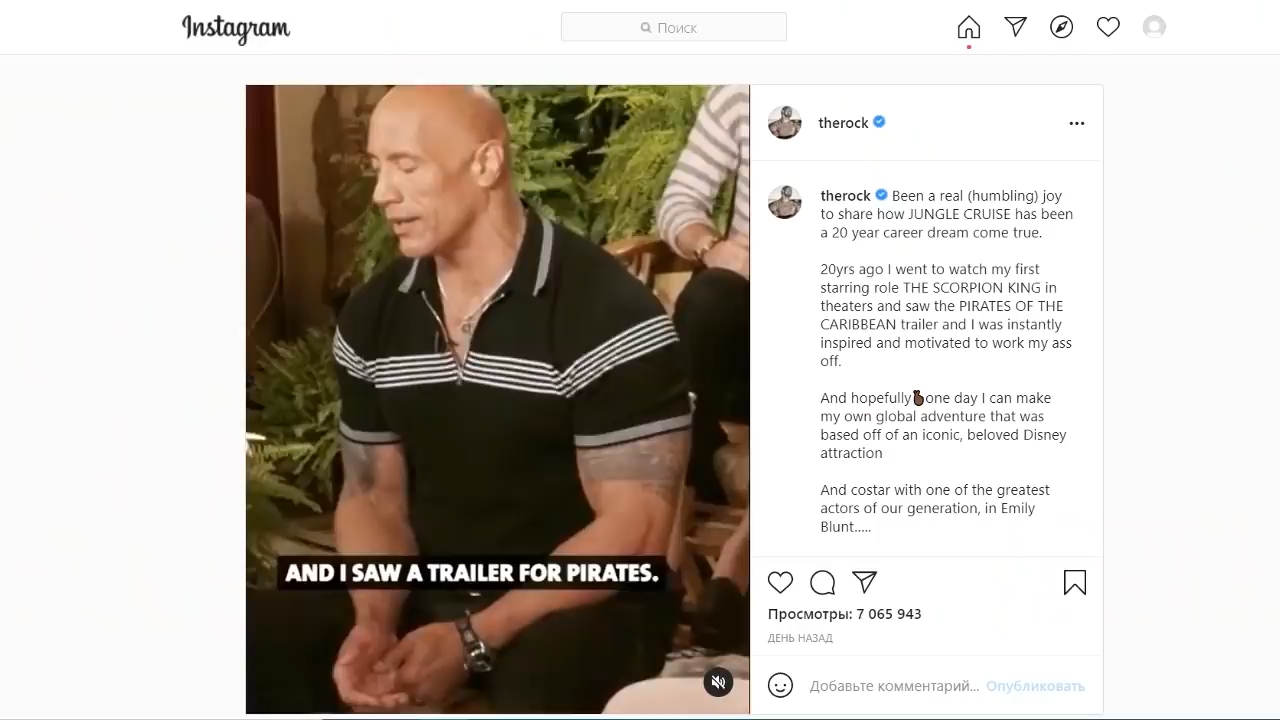 Instagram
Поиск
therock
therock Been a real (humbling) joy
to share how JUNGLE CRUISE has been
a 20 year career dream come true.
20yrs ago I went to watch my first
starring role THE SCORPION KING in
theaters and saw the PIRATES OF THE
CARIBBEAN trailer and I was instantly
inspired and motivated to work my ass
off.
And hopefully🤞🏿one day I can make
my own global adventure that was
based off of an iconic, beloved Disney
attraction
And costar with one of the greatest
actors of our generation, in Emily
Blunt.....
AND I SAW A TRAILER FOR PIRATES.
Просмотры: 7 065 943
ДЕНЬ НАЗАД
Добавьте комментарий... Опубликовать